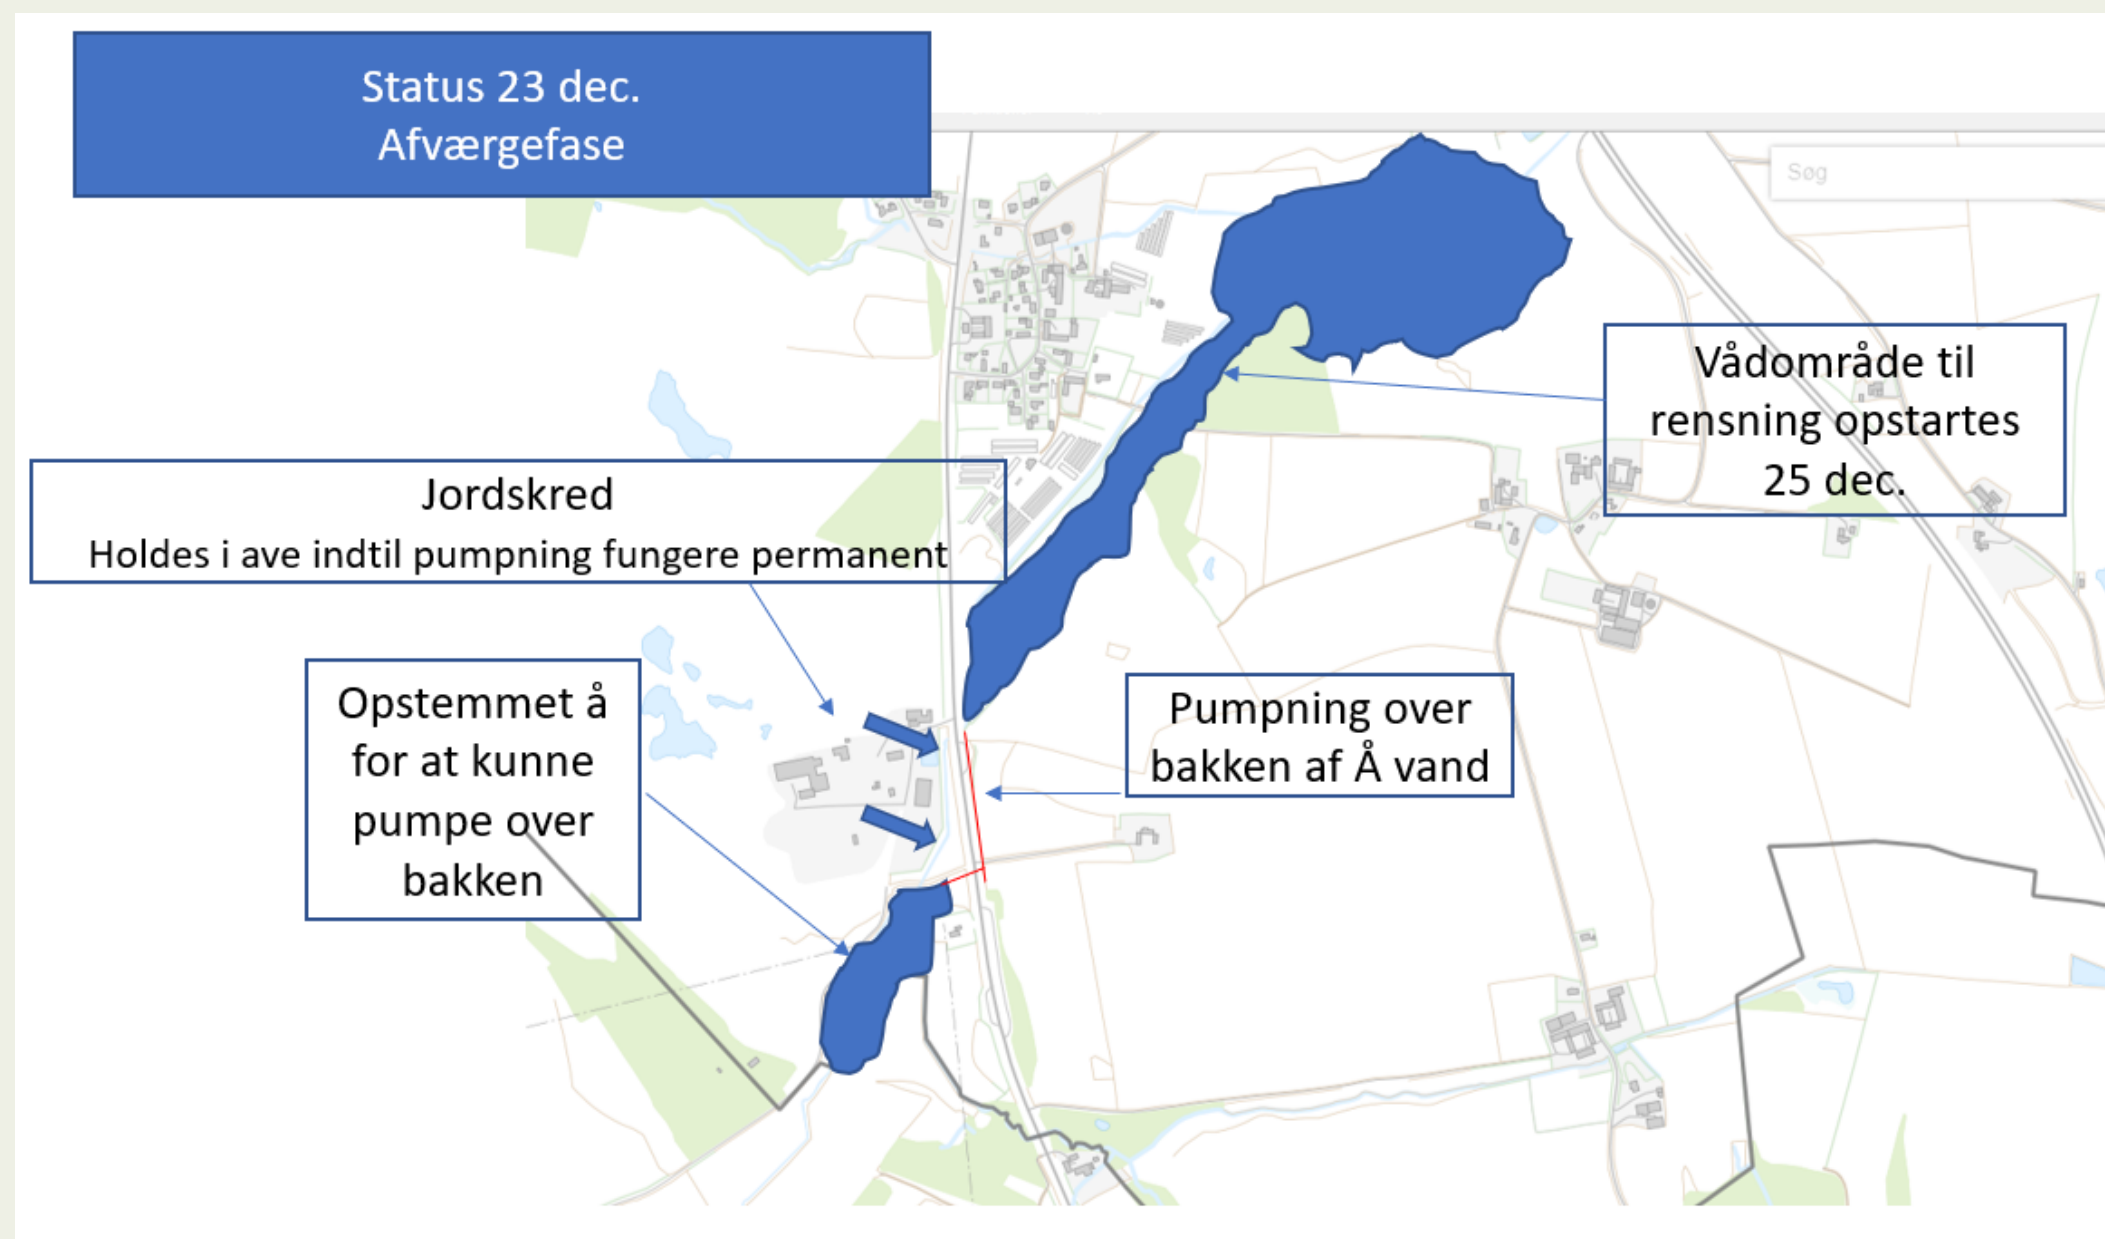 Status 23 dec.
Afværgefase
Søg
Vådområde til
rensning opstartes
25 dec.
Jordskred
Holdes i ave indtil pumpning fungere permanent
Opstemmet å
for at kunne
pumpe over
bakken
Pumpning over
bakken af Å vand